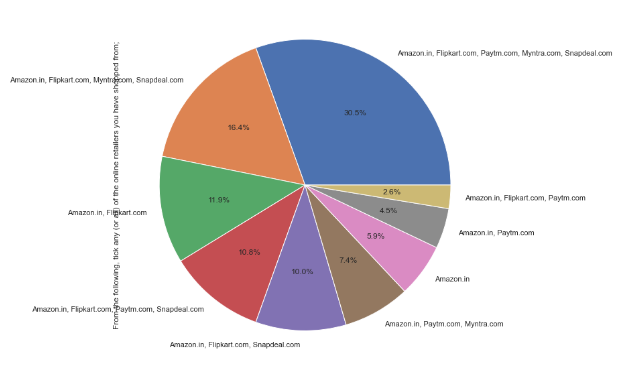 From the following, tick any (or all) of the online retailers you have shopped from;
Amazon.in, Flipkart.com, Paytm.com, Myntra.com, Snapdeal.com
30.5%
Amazon.in, Flipkart.com, Myntra.com, Snapdeal.com
16.4%
Amazon.in, Flipkart.com
11.9%
Amazon.in, Flipkart.com, Paytm.com, Snapdeal.com
10.8%
Amazon.in, Flipkart.com, Snapdeal.com
10.0%
Amazon.in, Paytm.com, Myntra.com
7.4%
Amazon.in
5.9%
Amazon.in, Paytm.com
4.5%
Amazon.in, Flipkart.com, Paytm.com
2.6%